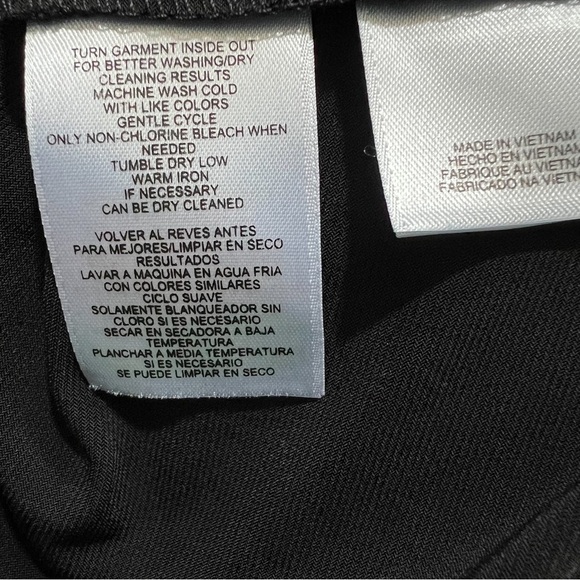 TURN GARMENT INSIDE OUT
FOR BETTER WASHING/DRY
CLEANING RESULTS
MACHINE WASH COLD
WITH LIKE COLORS
GENTLE CYCLE
ONLY NON-CHLORINE BLEACH WHEN
NEEDED
TUMBLE DRY LOW
WARM IRON
IF NECESSARY
CAN BE DRY CLEANED
VOLVER AL REVES ANTES
PARA MEJORES/LIMPIAR EN SECO
RESULTADOS
LAVAR A MAQUINA EN AGUA FRIA
CON COLORES SIMILARES
CICLO SUAVE
SOLAMENTE BLANQUEADOR SIN
CLORO SI ES NECESARIO
SECAR EN SECADORA A BAJA
TEMPERATURA
PLANCHAR A MEDIA TEMPERATURA
SI ES NECESARIO
SE PUEDE LIMPIAR EN SECO
MADE IN VIETNAM
HECHO EN VIETNAM
FABRIQUE AU VIETNA
FABRICADO NA VIETN